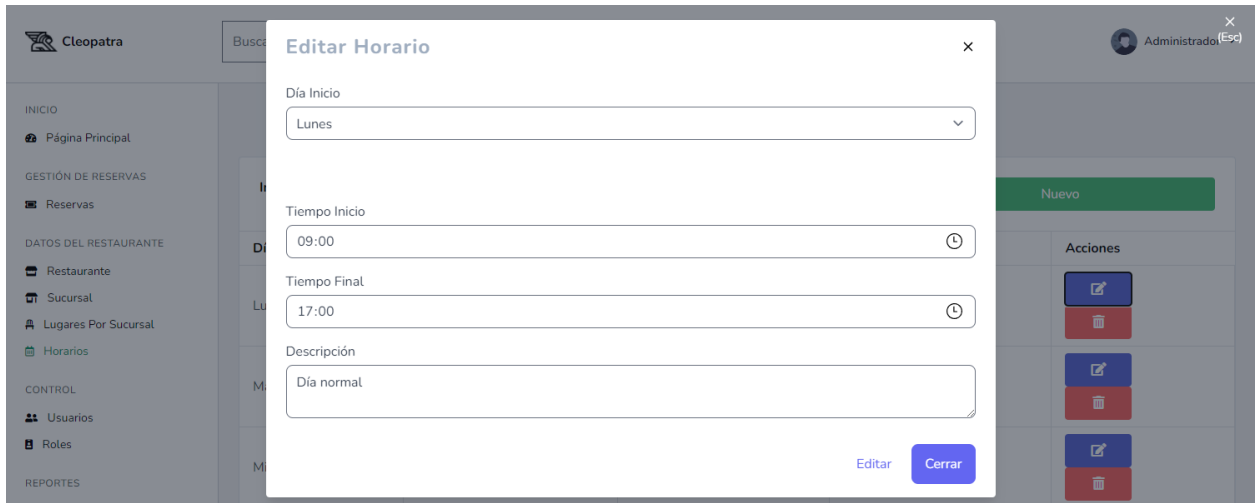 Cleopatra
Busca
Editar Horario
Administrador
(Esc)
INICIO
Página Principal
GESTIÓN DE RESERVAS
Reservas
DATOS DEL RESTAURANTE
Restaurante
Sucursal
Lugares Por Sucursal
Horarios
CONTROL
Usuarios
Roles
REPORTES
Día Inicio
Lunes
Tiempo Inicio
09:00
Tiempo Final
17:00
Descripción
Día normal
Editar
Cerrar
Nuevo
Acciones